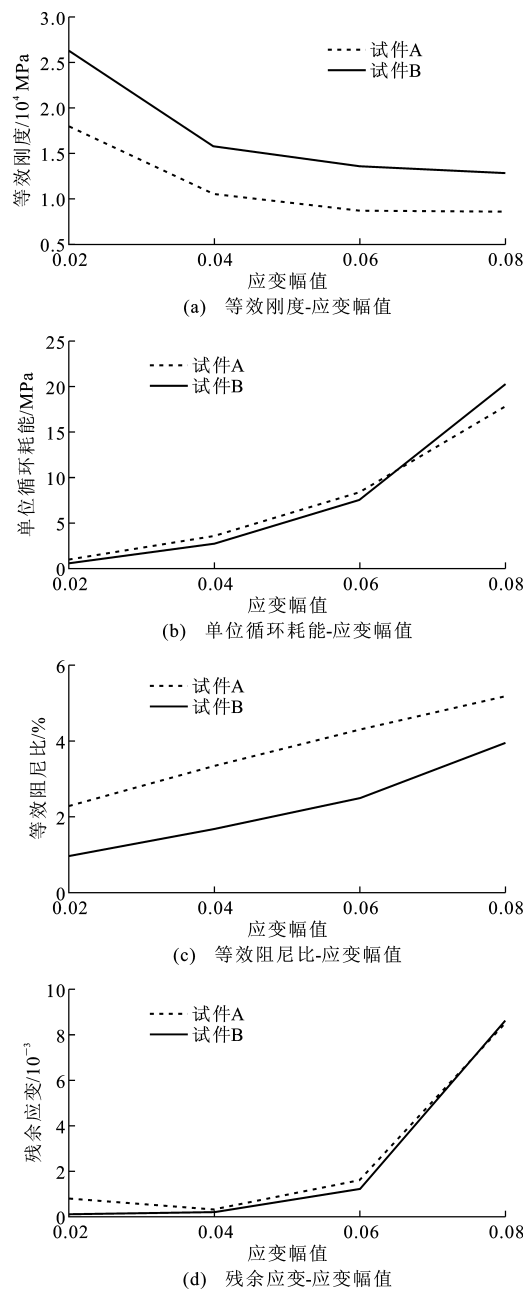 3.0
2.5
2.0
1.5
1.0
0.5
等效刚度/10⁴ MPa
试件A
试件B
0.02 0.04 0.06 0.08
应变幅值
(a) 等效刚度-应变幅值
25
20
15
10
5
0
单位循环耗能/MPa
试件A
试件B
0.02 0.04 0.06 0.08
应变幅值
(b) 单位循环耗能-应变幅值
6
4
2
0
等效阻尼比/%
试件A
试件B
0.02 0.04 0.06 0.08
应变幅值
(c) 等效阻尼比-应变幅值
10
8
6
4
2
0
残余应变/10⁻³
试件A
试件B
0.02 0.04 0.06 0.08
应变幅值
(d) 残余应变-应变幅值